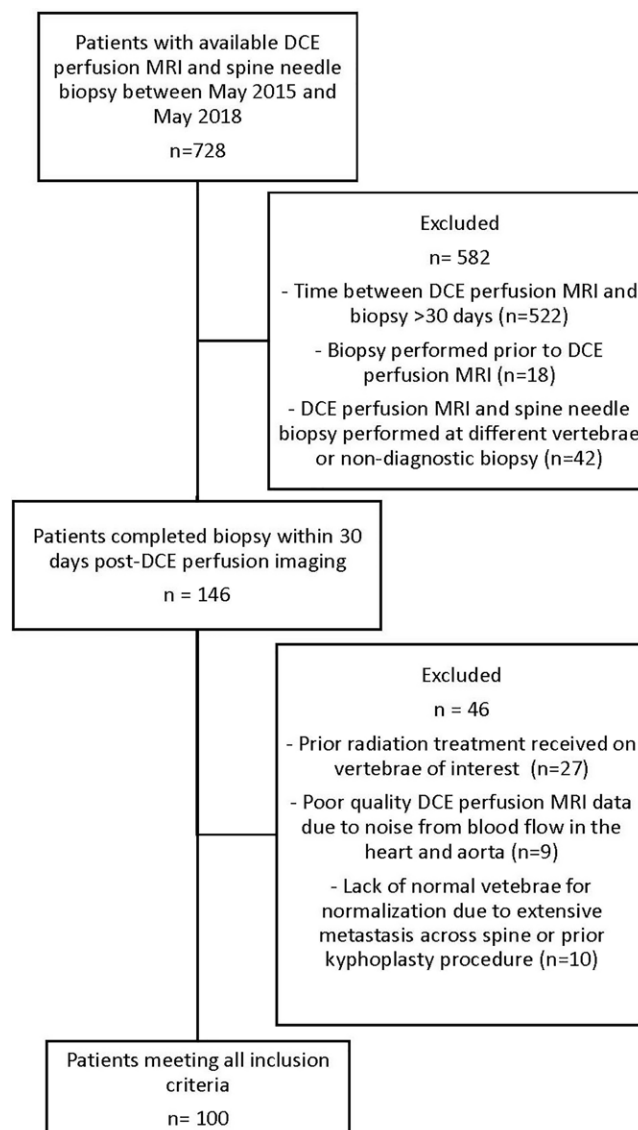 Patients with available DCE
perfusion MRI and spine needle
biopsy between May 2015 and
May 2018
n=728
Excluded
n= 582
- Time between DCE perfusion MRI and
biopsy >30 days (n=522)
- Biopsy performed prior to DCE
perfusion MRI (n=18)
- DCE perfusion MRI and spine needle
biopsy performed at different vertebrae
or non-diagnostic biopsy (n=42)
Patients completed biopsy within 30
days post-DCE perfusion imaging
n = 146
Excluded
n = 46
- Prior radiation treatment received on
vertebrae of interest (n=27)
- Poor quality DCE perfusion MRI data
due to noise from blood flow in the
heart and aorta (n=9)
- Lack of normal vetebrae for
normalization due to extensive
metastasis across spine or prior
kyphoplasty procedure (n=10)
Patients meeting all inclusion
criteria
n= 100